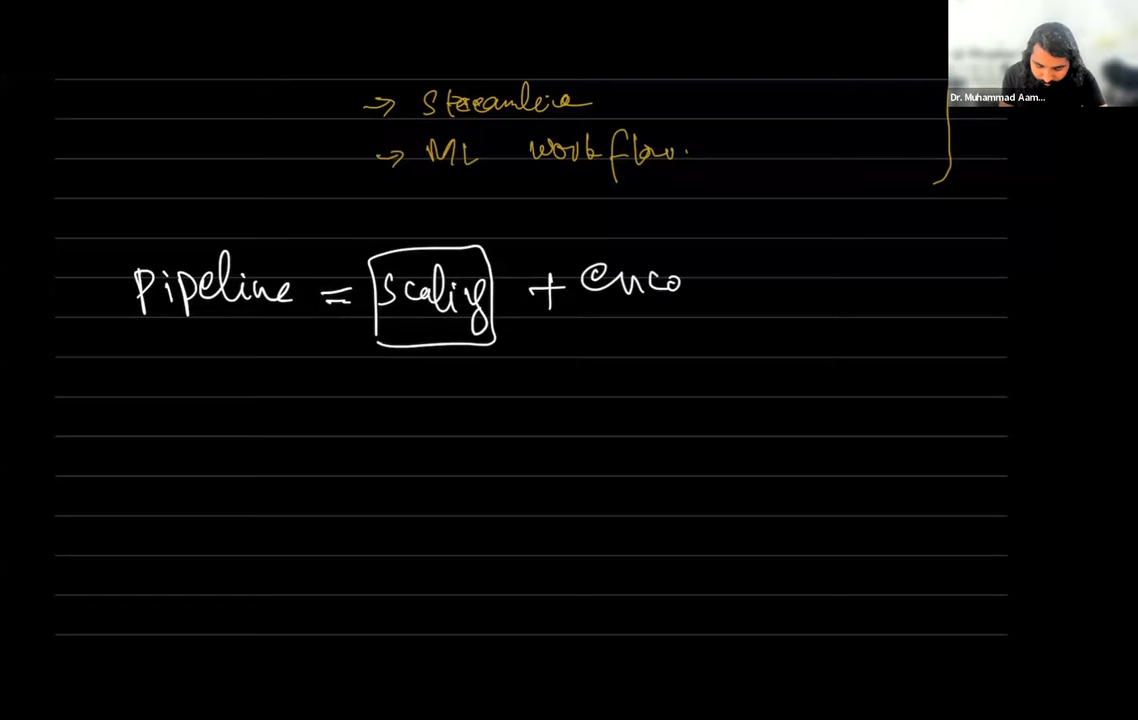 Dr. Muhammad Aam...
→ Streamline
→ ML workflow.
Pipeline = scaling + enco